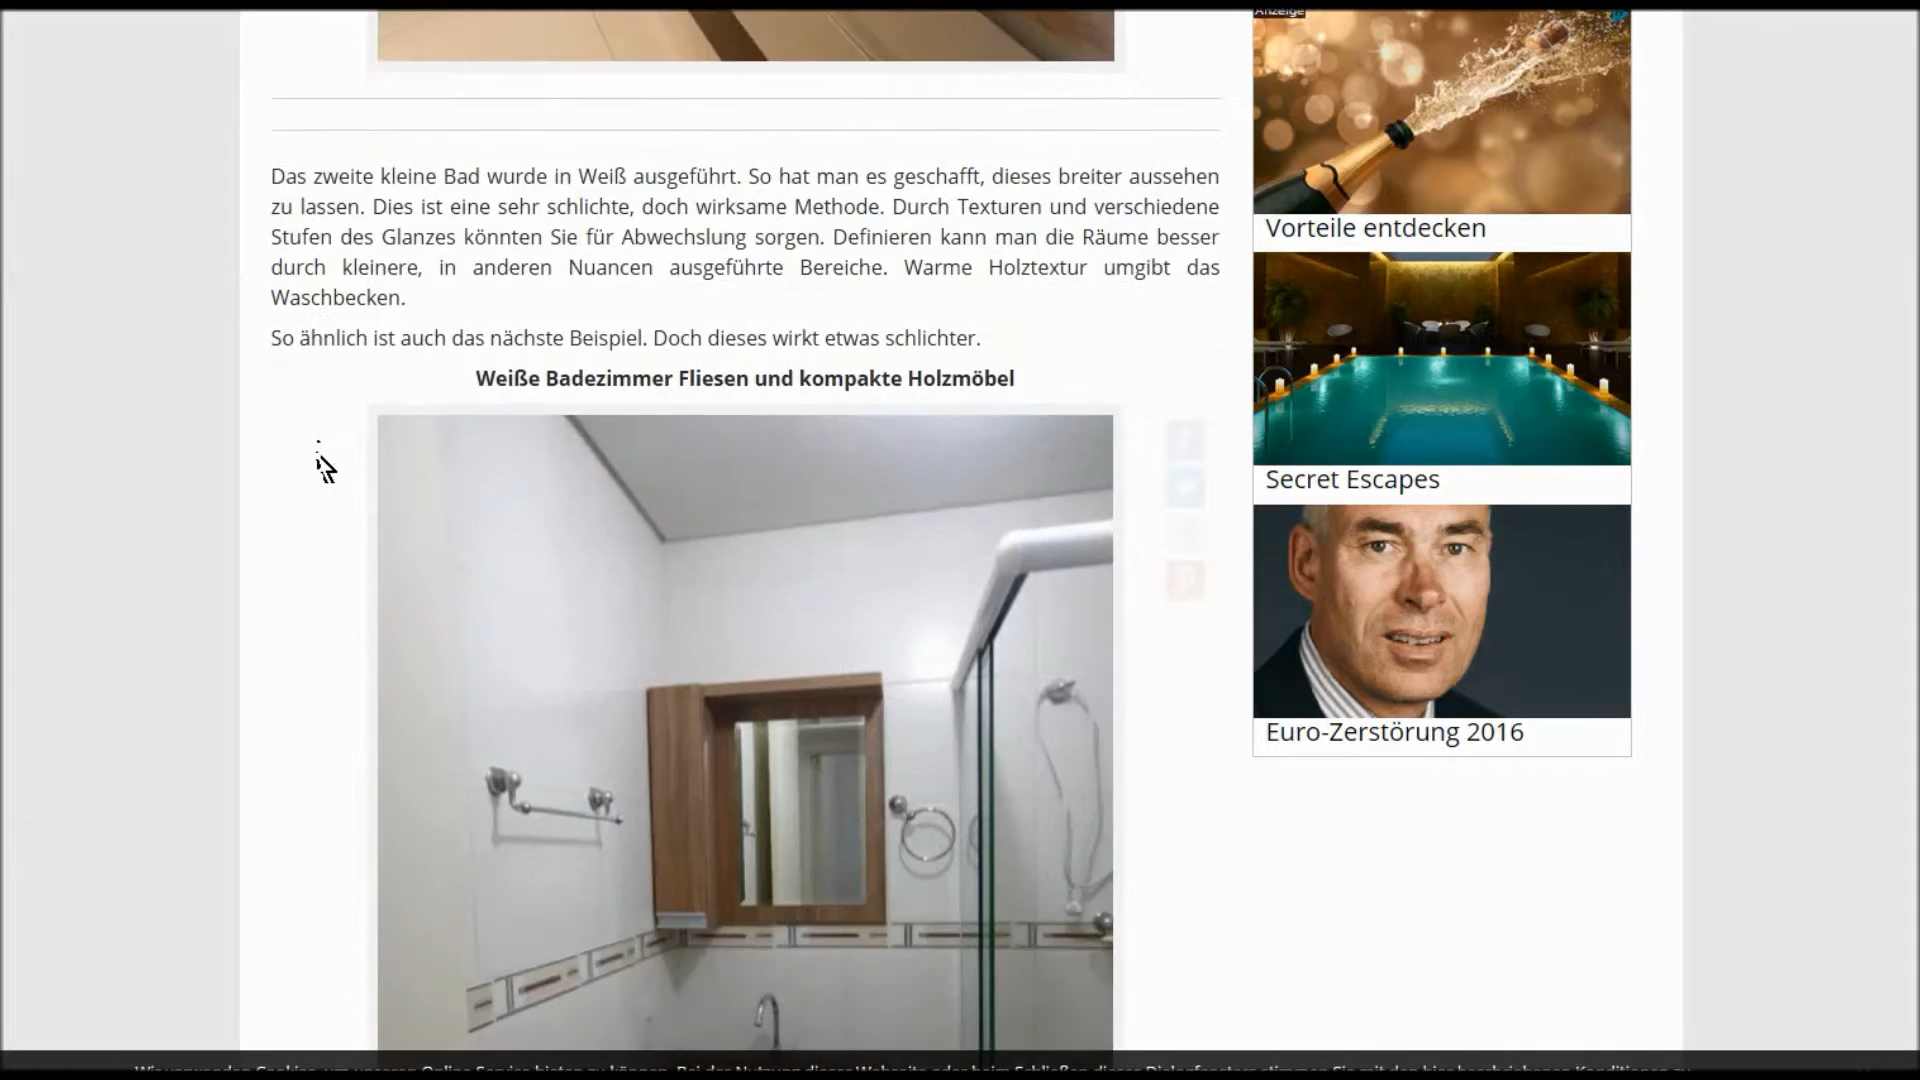 Anzeige
Das zweite kleine Bad wurde in Weiß ausgeführt. So hat man es geschafft, dieses breiter aussehen
zu lassen. Dies ist eine sehr schlichte, doch wirksame Methode. Durch Texturen und verschiedene
Stufen des Glanzes könnten Sie für Abwechslung sorgen. Definieren kann man die Räume besser
durch kleinere, in anderen Nuancen ausgeführte Bereiche. Warme Holztextur umgibt das
Waschbecken.
So ähnlich ist auch das nächste Beispiel. Doch dieses wirkt etwas schlichter.
Weiße Badezimmer Fliesen und kompakte Holzmöbel
Vorteile entdecken
Secret Escapes
Euro-Zerstörung 2016